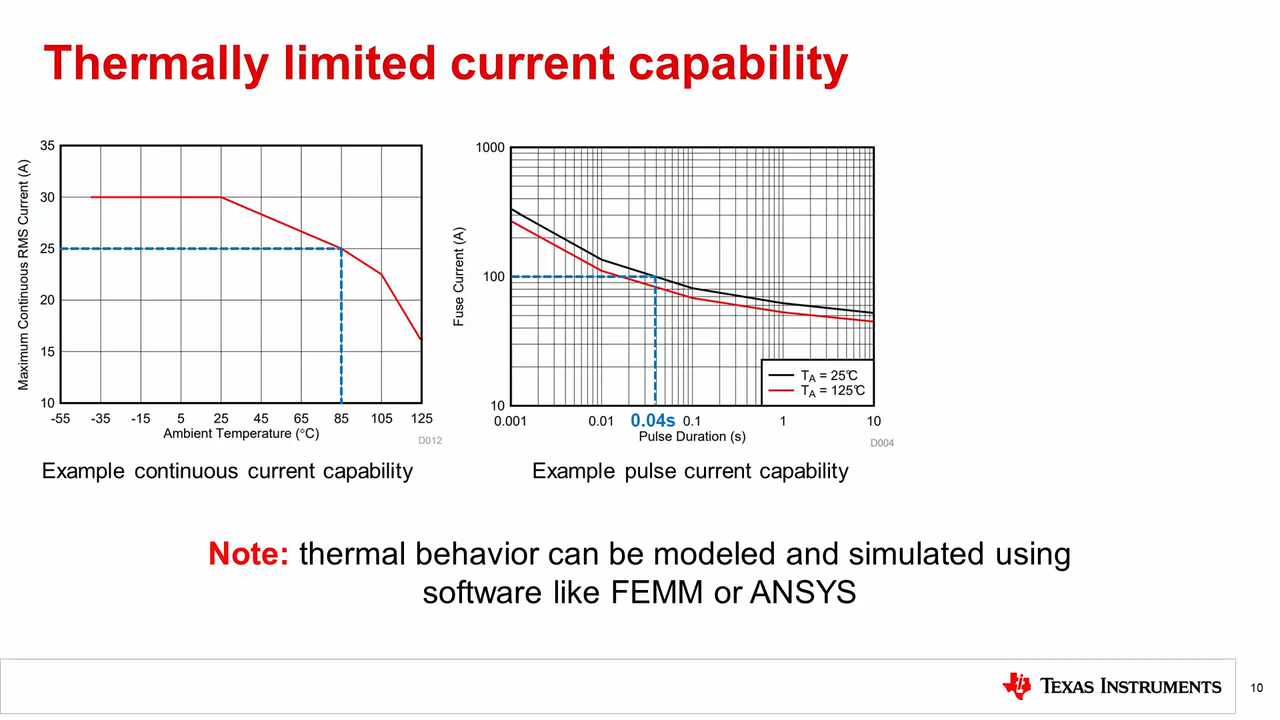 Thermally limited current capability
Maximum Continuous RMS Current (A)
35
30
25
20
15
10
-55 -35 -15 5 25 45 65 85 105 125
Ambient Temperature (°C)
D012
Example continuous current capability
Fuse Current (A)
1000
100
10
0.001 0.01 0.04s 0.1 1 10
Pulse Duration (s)
TA = 25°C
TA = 125°C
D004
Example pulse current capability
Note: thermal behavior can be modeled and simulated using
software like FEMM or ANSYS
TEXAS INSTRUMENTS
10